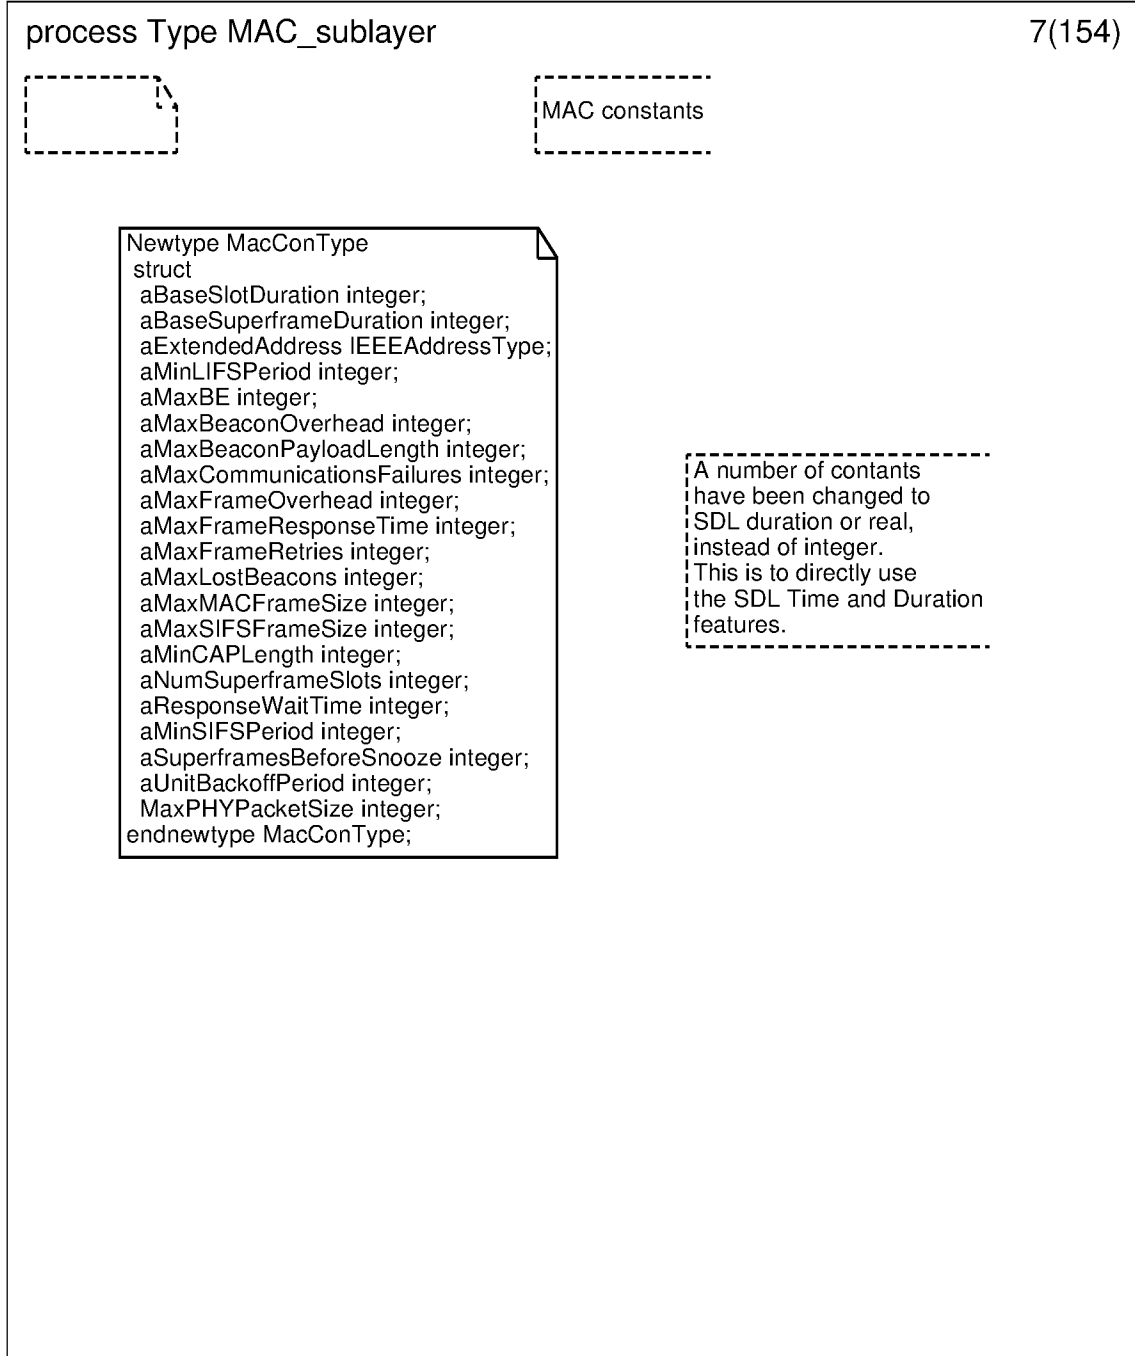 process Type MAC_sublayer
7(154)
MAC constants
Newtype MacConType
struct
aBaseSlotDuration integer;
aBaseSuperframeDuration integer;
aExtendedAddress IEEEAddressType;
aMinLIFSPeriod integer;
aMaxBE integer;
aMaxBeaconOverhead integer;
aMaxBeaconPayloadLength integer;
aMaxCommunicationsFailures integer;
aMaxFrameOverhead integer;
aMaxFrameResponseTime integer;
aMaxFrameRetries integer;
aMaxLostBeacons integer;
aMaxMACFrameSize integer;
aMaxSIFSFrameSize integer;
aMinCAPLength integer;
aNumSuperframeSlots integer;
aResponseWaitTime integer;
aMinSIFSPeriod integer;
aSuperframesBeforeSnooze integer;
aUnitBackoffPeriod integer;
MaxPHYPacketSize integer;
endnewtype MacConType;
A number of contants
have been changed to
SDL duration or real,
instead of integer.
This is to directly use
the SDL Time and Duration
features.